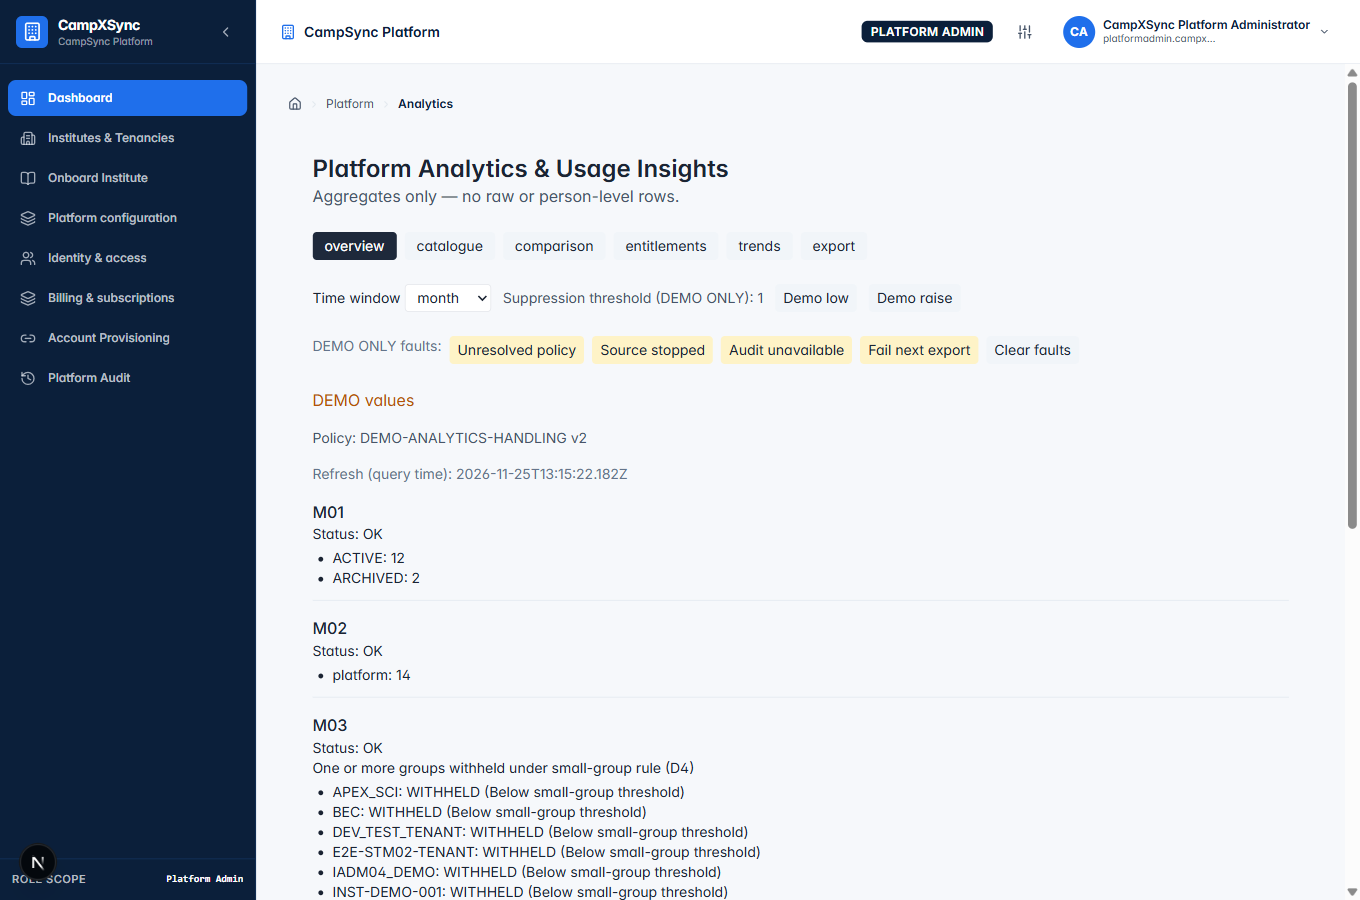 CampXSync
CampSync Platform
CampSync Platform
PLATFORM ADMIN
CA
CampXSync Platform Administrator
platformadmin.campx...
Dashboard
Institutes & Tenancies
Onboard Institute
Platform configuration
Identity & access
Billing & subscriptions
Account Provisioning
Platform Audit
Platform
Analytics
Platform Analytics & Usage Insights
Aggregates only — no raw or person-level rows.
overview catalogue comparison entitlements trends export
Time window month Suppression threshold (DEMO ONLY): 1 Demo low Demo raise
DEMO ONLY faults: Unresolved policy Source stopped Audit unavailable Fail next export Clear faults
DEMO values
Policy: DEMO-ANALYTICS-HANDLING v2
Refresh (query time): 2026-11-25T13:15:22.182Z
M01
Status: OK
• ACTIVE: 12
• ARCHIVED: 2
M02
Status: OK
• platform: 14
M03
Status: OK
One or more groups withheld under small-group rule (D4)
• APEX_SCI: WITHHELD (Below small-group threshold)
• BEC: WITHHELD (Below small-group threshold)
• DEV_TEST_TENANT: WITHHELD (Below small-group threshold)
• E2E-STM02-TENANT: WITHHELD (Below small-group threshold)
• IADM04_DEMO: WITHHELD (Below small-group threshold)
• INST-DEMO-001: WITHHELD (Below small-group threshold)
N
SCOPE
Platform Admin